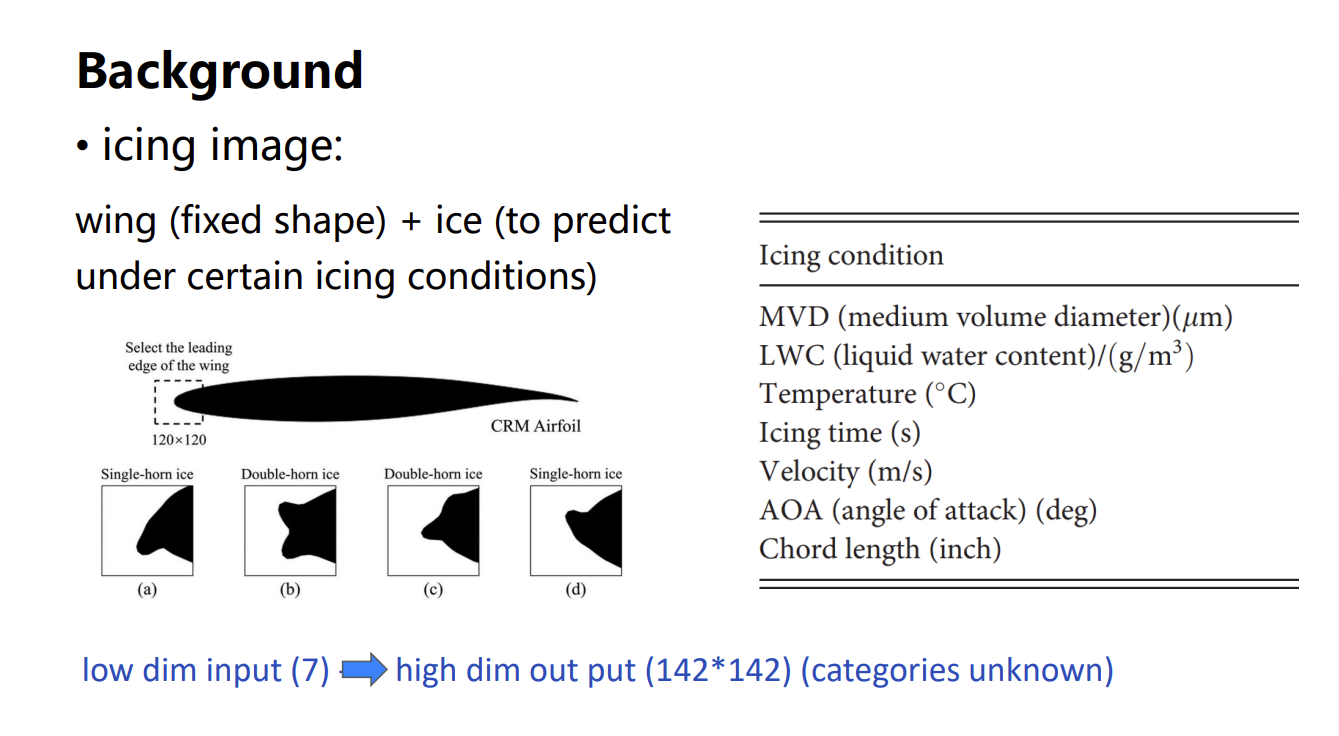 Background
• icing image:
wing (fixed shape) + ice (to predict
under certain icing conditions)
Select the leading
edge of the wing
120×120
CRM Airfoil
Single-horn ice
Double-horn ice
Double-horn ice
Single-horn ice
(a)
(b)
(c)
(d)
Icing condition
MVD (medium volume diameter)(μm)
LWC (liquid water content)/(g/m³)
Temperature (°C)
Icing time (s)
Velocity (m/s)
AOA (angle of attack) (deg)
Chord length (inch)
low dim input (7) high dim out put (142*142) (categories unknown)